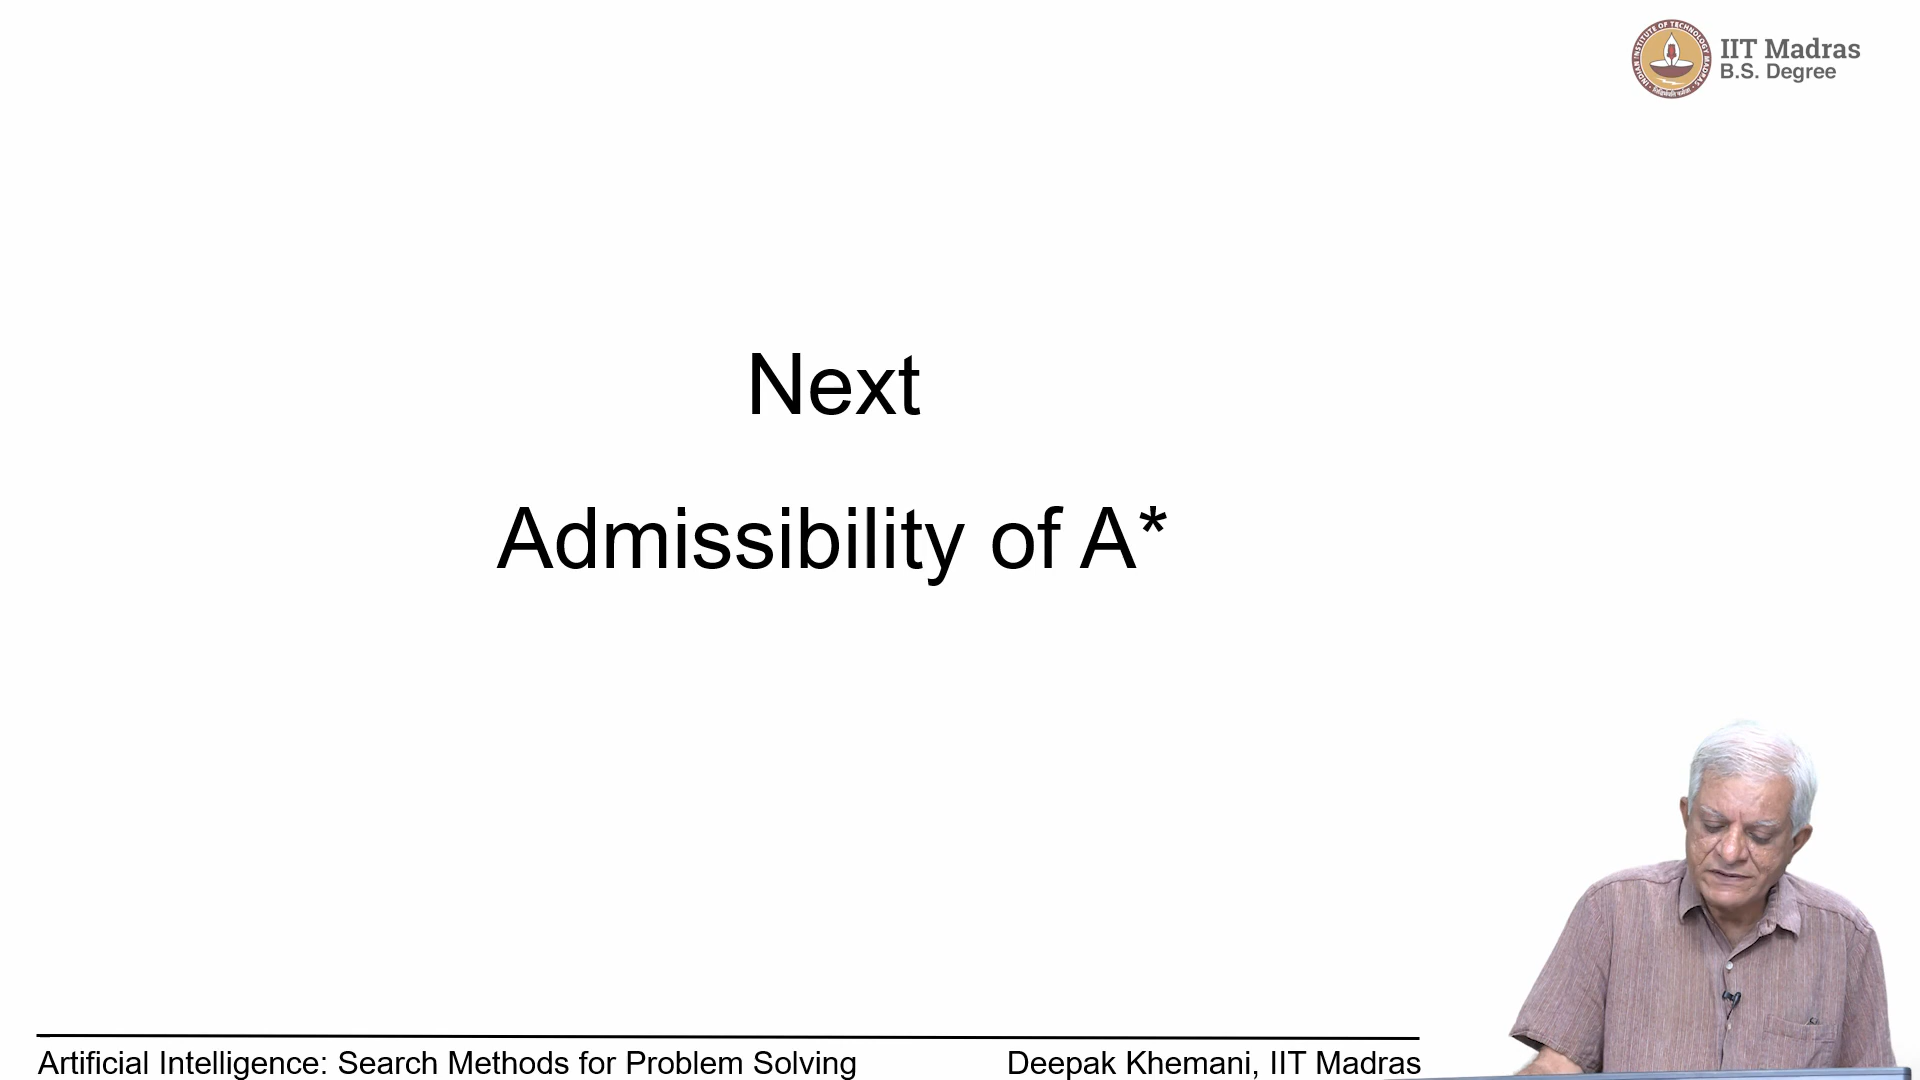 IIT Madras
B.S. Degree
Next
Admissibility of A*
Artificial Intelligence: Search Methods for Problem Solving
Deepak Khemani, IIT Madras